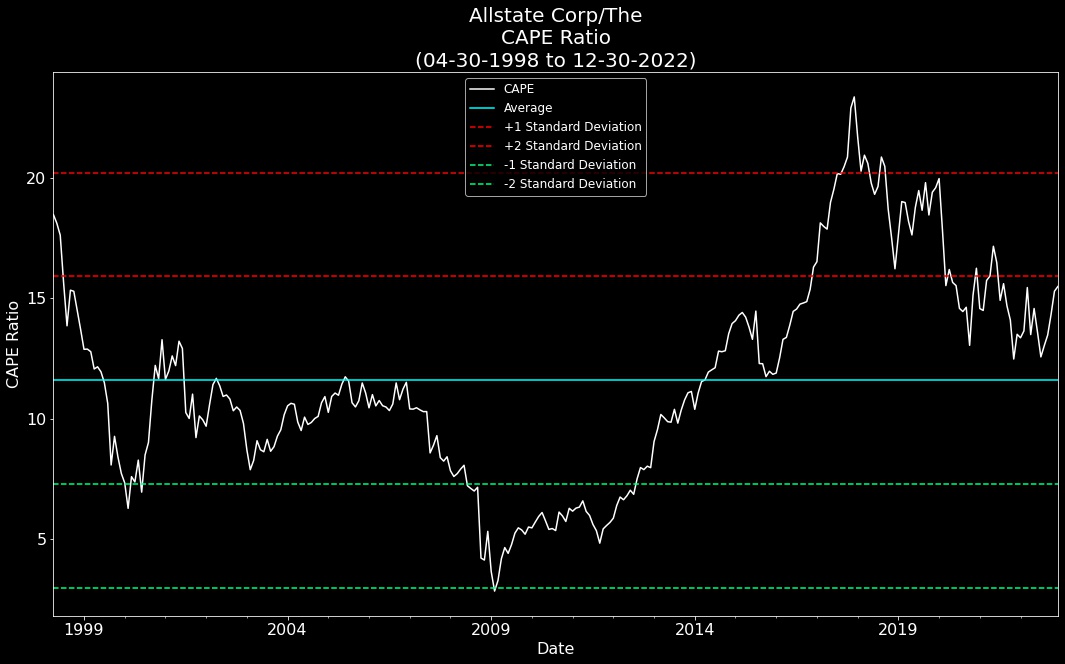 Allstate Corp/The
CAPE Ratio
(04-30-1998 to 12-30-2022)
CAPE
Average
+1 Standard Deviation
+2 Standard Deviation
-1 Standard Deviation
-2 Standard Deviation
CAPE Ratio
20
15
10
5
1999
2004
2009
2014
2019
Date